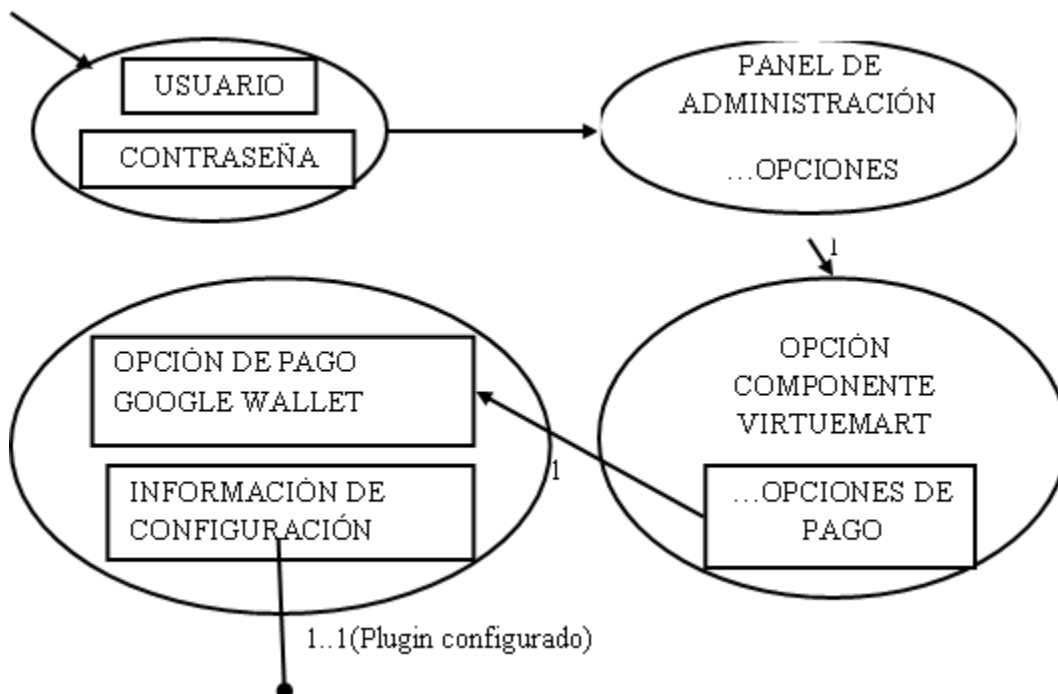 USUARIO
CONTRASEÑA
PANEL DE
ADMINISTRACIÓN
...OPCIONES
1
OPCIÓN
COMPONENTE
VIRTUEMART
...OPCIONES DE
PAGO
1
OPCIÓN DE PAGO
GOOGLE WALLET
INFORMACIÓN DE
CONFIGURACIÓN
1..1(Plugin configurado)